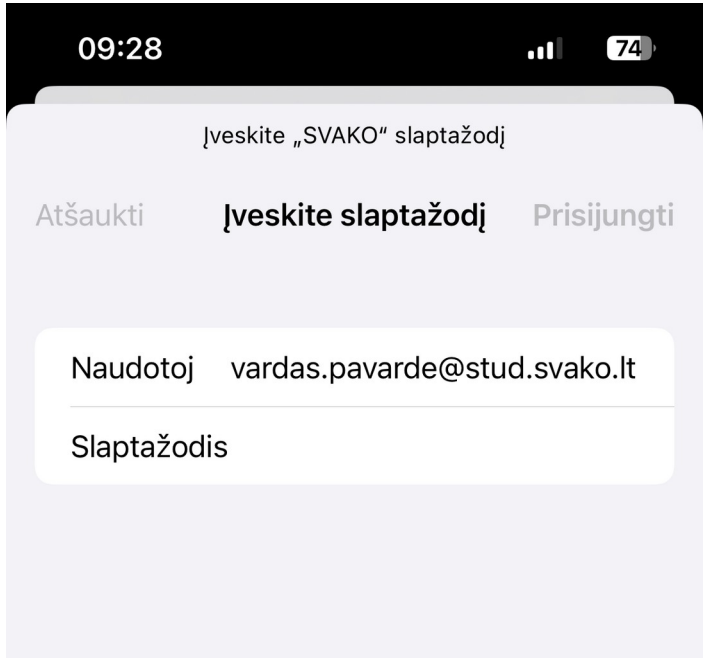 09:28
74
Įveskite „SVAKO“ slaptažodį
Atšaukti Įveskite slaptažodį Prisijungti
Naudotoj vardas.pavarde@stud.svako.lt
Slaptažodis